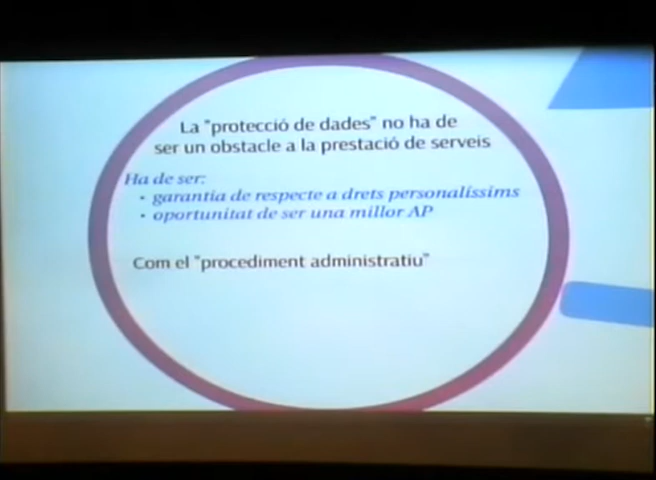 La "protecció de dades" no ha de
ser un obstacle a la prestació de serveis
Ha de ser:
• garantia de respecte a drets personalíssims
• oportunitat de ser una millor AP
Com el "procediment administratiu"